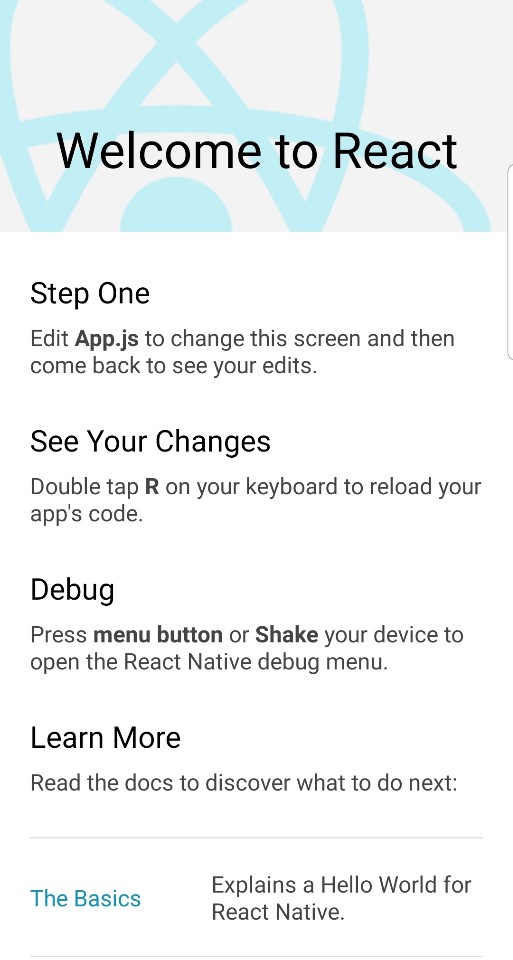 Welcome to React
Step One
Edit App.js to change this screen and then
come back to see your edits.
See Your Changes
Double tap R on your keyboard to reload your
app's code.
Debug
Press menu button or Shake your device to
open the React Native debug menu.
Learn More
Read the docs to discover what to do next:
The Basics
Explains a Hello World for
React Native.